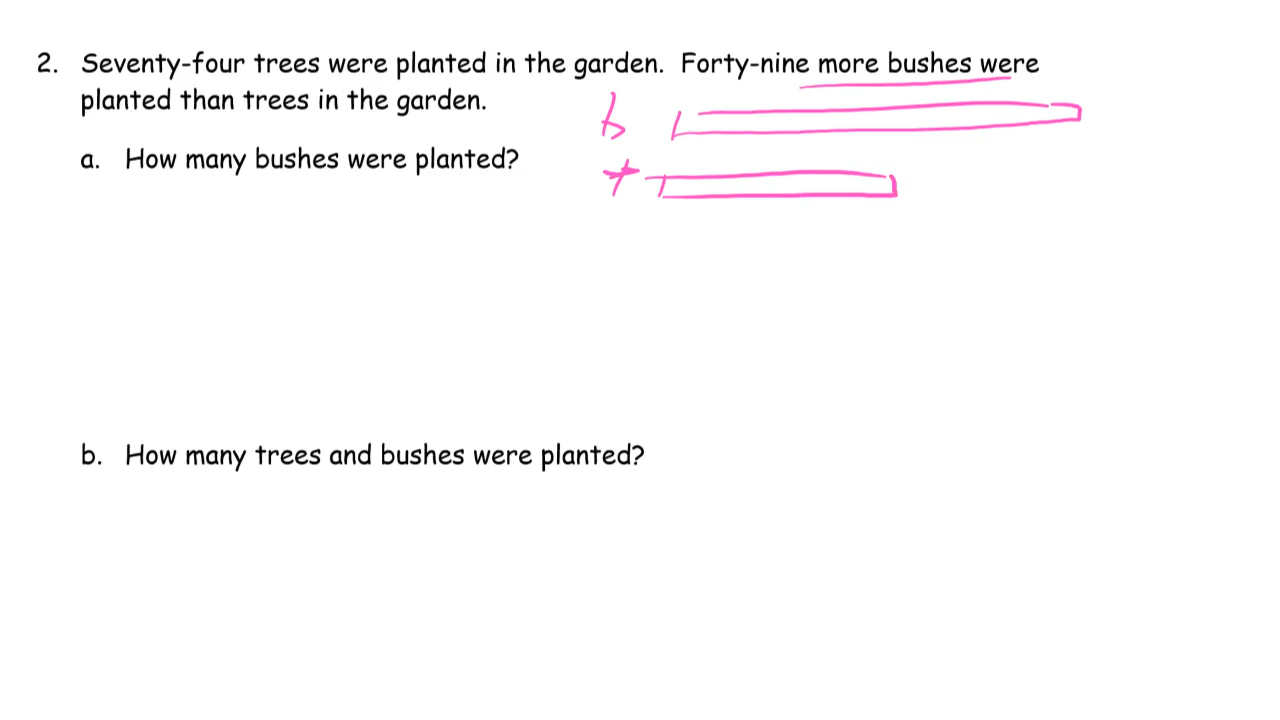 2. Seventy-four trees were planted in the garden. Forty-nine more bushes were
planted than trees in the garden.
b
a. How many bushes were planted?
t
b. How many trees and bushes were planted?